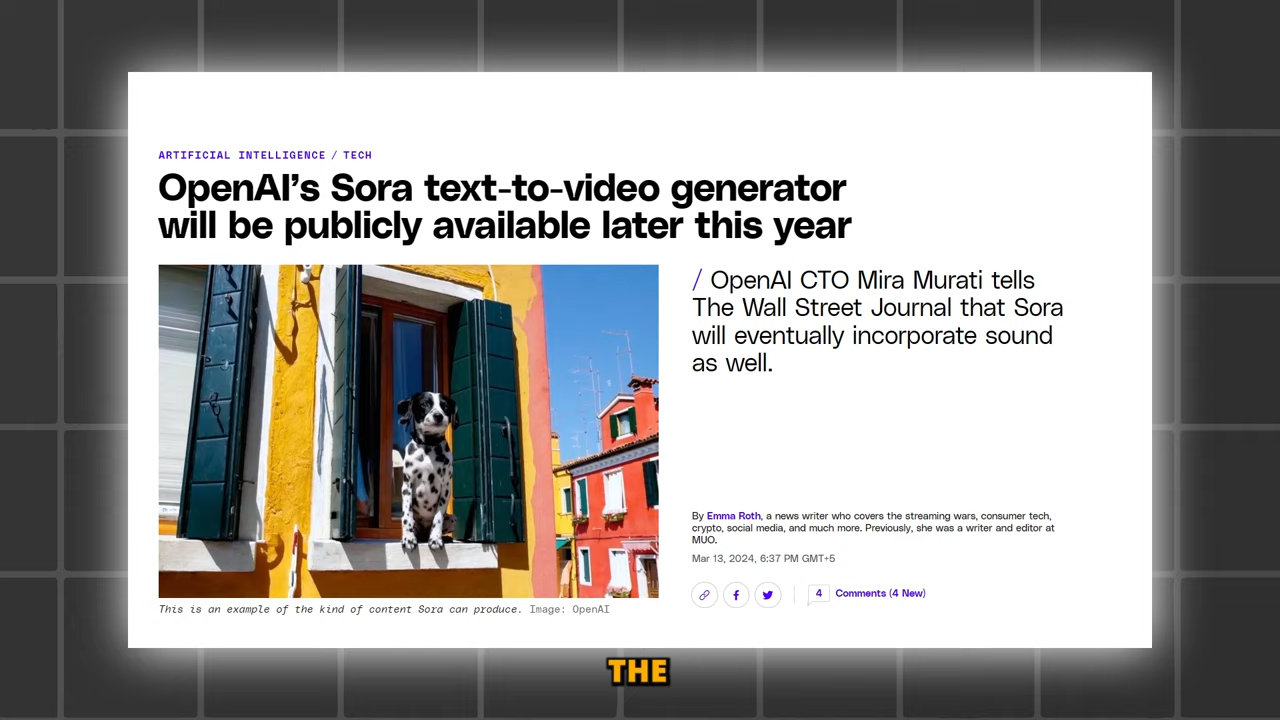 ARTIFICIAL INTELLIGENCE / TECH
OpenAI’s Sora text-to-video generator
will be publicly available later this year
/ OpenAI CTO Mira Murati tells
The Wall Street Journal that Sora
will eventually incorporate sound
as well.
By Emma Roth, a news writer who covers the streaming wars, consumer tech,
crypto, social media, and much more. Previously, she was a writer and editor at
MUO.
Mar 13, 2024, 6:37 PM GMT+5
4 Comments (4 New)
This is an example of the kind of content Sora can produce. Image: OpenAI
THE